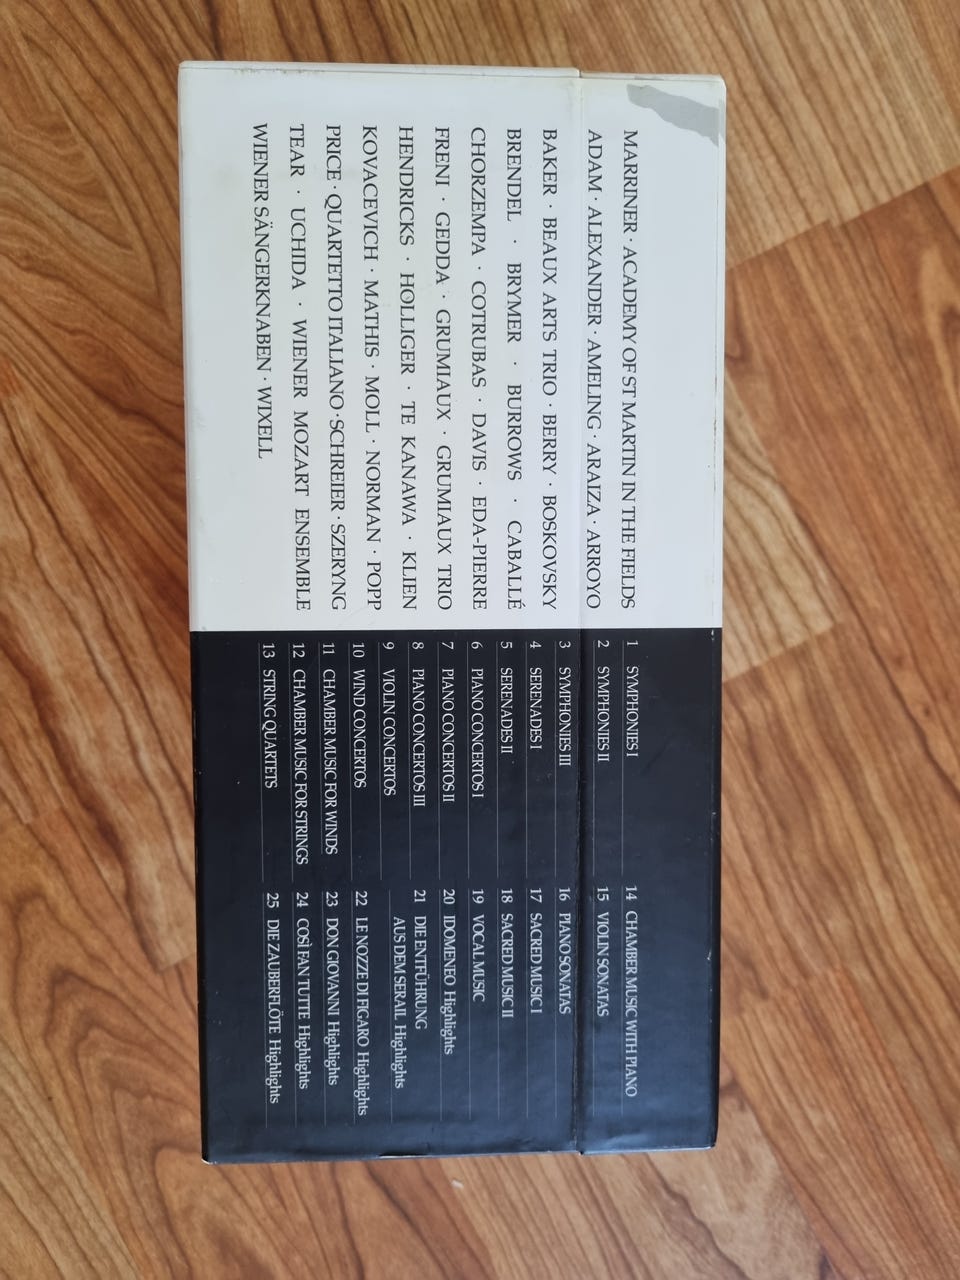 MARRINER · ACADEMY OF ST MARTIN IN THE FIELDS
ADAM · ALEXANDER · AMELING · ARAIZA · ARROYO
BAKER · BEAUX ARTS TRIO · BERRY · BOSKOVSKY
BRENDEL · BRYMER · BURROWS · CABALLÉ
CHORZEMPA · COTRUBAS · DAVIS · EDA-PIERRE
FRENI · GEDDA · GRUMIAUX · GRUMIAUX TRIO
HENDRICKS · HOLLIGER · TE KANAWA · KLIEN
KOVACEVICH · MATHIS · MOLL · NORMAN · POPP
PRICE · QUARTETTO ITALIANO · SCHREIER · SZERYNG
TEAR · UCHIDA · WIENER MOZART ENSEMBLE
WIENER SÄNGERKNABEN · WIXELL
1 SYMPHONIES I
2 SYMPHONIES II
3 SYMPHONIES III
4 SERENADES I
5 SERENADES II
6 PIANO CONCERTOS I
7 PIANO CONCERTOS II
8 PIANO CONCERTOS III
9 VIOLIN CONCERTOS
10 WIND CONCERTOS
11 CHAMBER MUSIC FOR WINDS
12 CHAMBER MUSIC FOR STRINGS
13 STRING QUARTETS
14 CHAMBER MUSIC WITH PIANO
15 VIOLIN SONATAS
16 PIANO SONATAS
17 SACRED MUSIC I
18 SACRED MUSIC II
19 VOCAL MUSIC
20 IDOMENEO Highlights
21 DIE ENTFÜHRUNG
AUS DEM SERAIL Highlights
22 LE NOZZE DI FIGARO Highlights
23 DON GIOVANNI Highlights
24 COSÌ FAN TUTTE Highlights
25 DIE ZAUBERFLÖTE Highlights